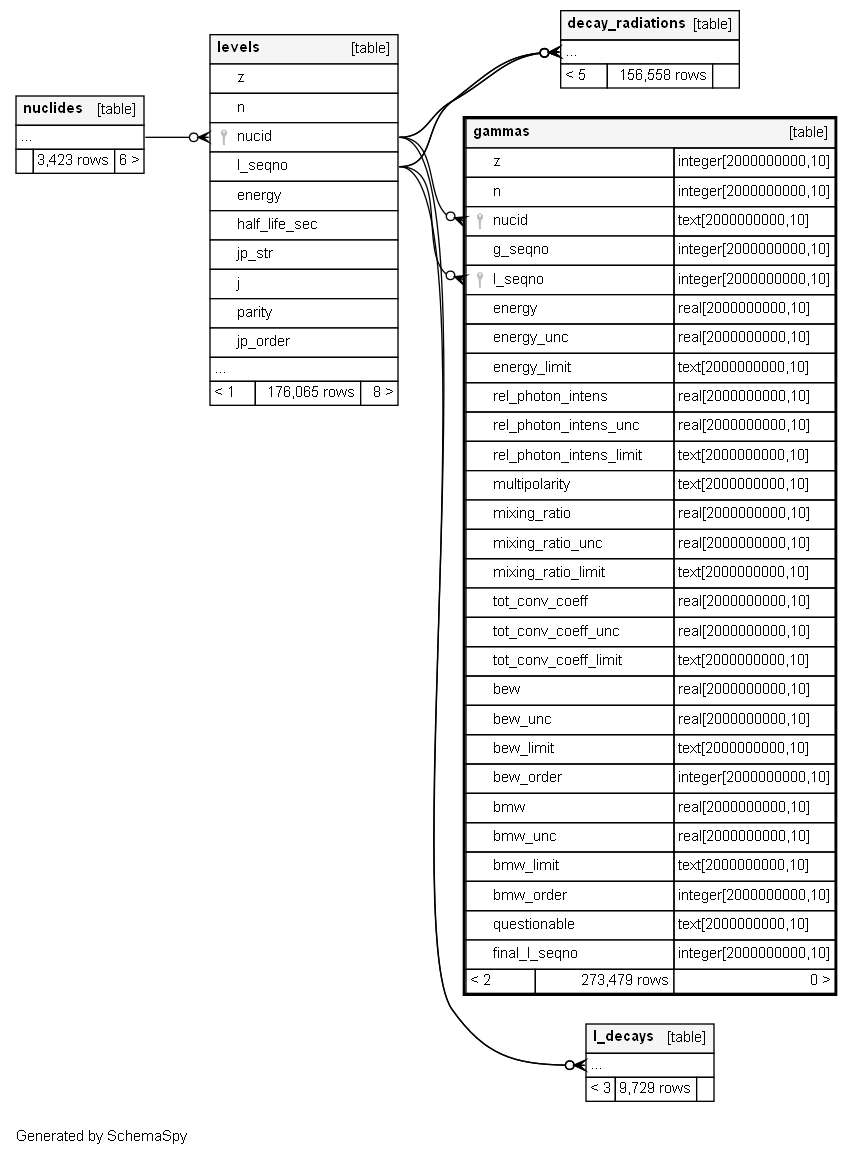 decay_radiations [table]
...
< 5 156,558 rows
levels [table]
z
n
nucid
l_seqno
energy
half_life_sec
jp_str
j
parity
jp_order
...
< 1 176,065 rows 8 >
nuclides [table]
...
3,423 rows 6 >
gammas [table]
z integer[2000000000,10]
n integer[2000000000,10]
nucid text[2000000000,10]
g_seqno integer[2000000000,10]
l_seqno integer[2000000000,10]
energy real[2000000000,10]
energy_unc real[2000000000,10]
energy_limit text[2000000000,10]
rel_photon_intens real[2000000000,10]
rel_photon_intens_unc real[2000000000,10]
rel_photon_intens_limit text[2000000000,10]
multipolarity text[2000000000,10]
mixing_ratio real[2000000000,10]
mixing_ratio_unc real[2000000000,10]
mixing_ratio_limit text[2000000000,10]
tot_conv_coeff real[2000000000,10]
tot_conv_coeff_unc real[2000000000,10]
tot_conv_coeff_limit text[2000000000,10]
bew real[2000000000,10]
bew_unc real[2000000000,10]
bew_limit text[2000000000,10]
bew_order integer[2000000000,10]
bmw real[2000000000,10]
bmw_unc real[2000000000,10]
bmw_limit text[2000000000,10]
bmw_order integer[2000000000,10]
questionable text[2000000000,10]
final_l_seqno integer[2000000000,10]
< 2 273,479 rows 0 >
l_decays [table]
...
< 3 9,729 rows
Generated by SchemaSpy